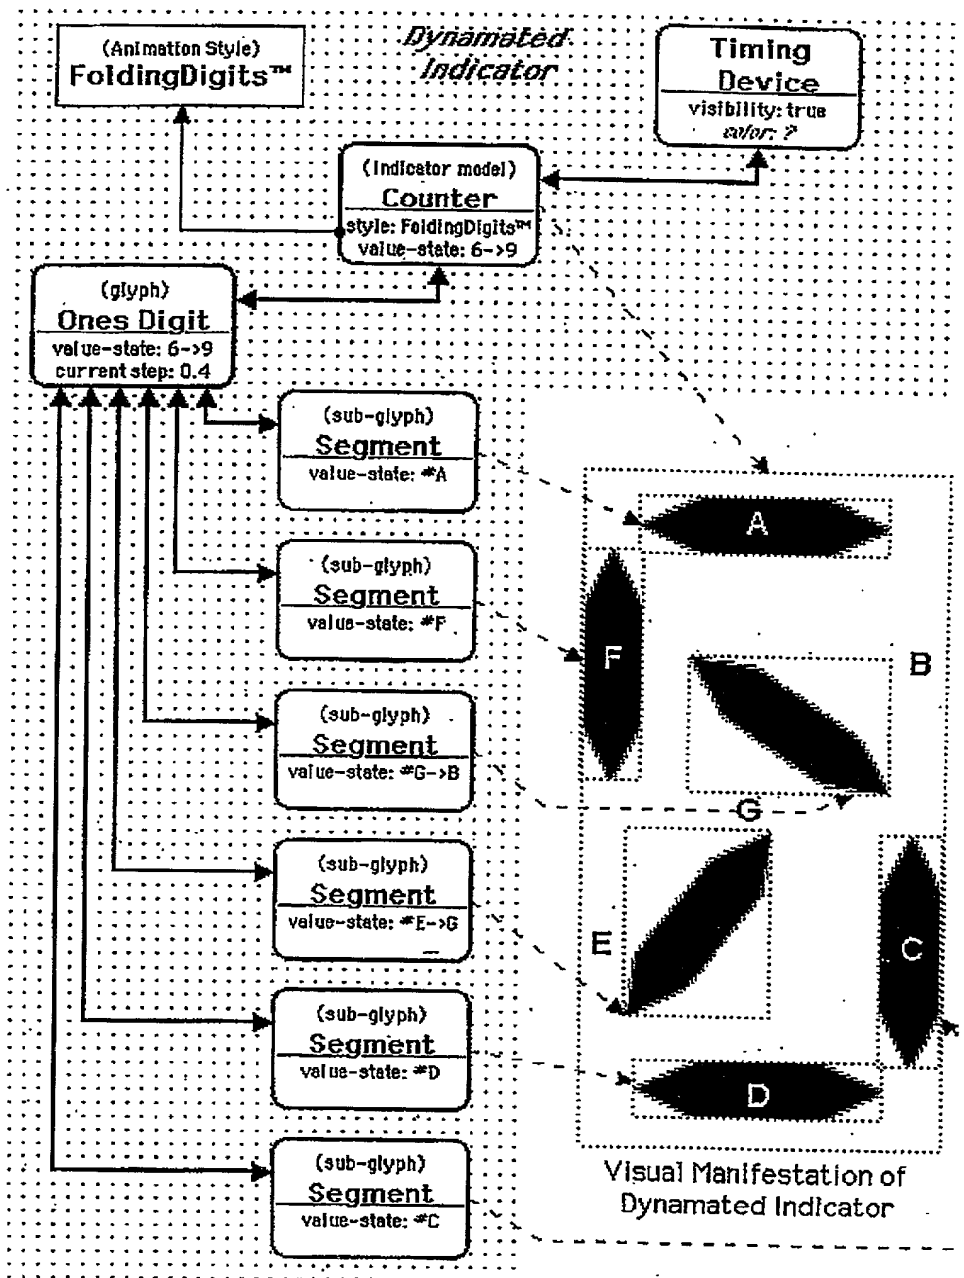 (Animation Style)
FoldingDigits™
Dynamated
Indicator
Timing
Device
visibility: true
color: ?
(Indicator model)
Counter
style: FoldingDigits™
value-state: 6->9
(glyph)
Ones Digit
value-state: 6->9
current step: 0.4
(sub-glyph)
Segment
value-state: #A
(sub-glyph)
Segment
value-state: #F
(sub-glyph)
Segment
value-state: #G->B
(sub-glyph)
Segment
value-state: #E->G
(sub-glyph)
Segment
value-state: #D
(sub-glyph)
Segment
value-state: #C
A
F
B
G
E
C
D
Visual Manifestation of
Dynamated Indicator